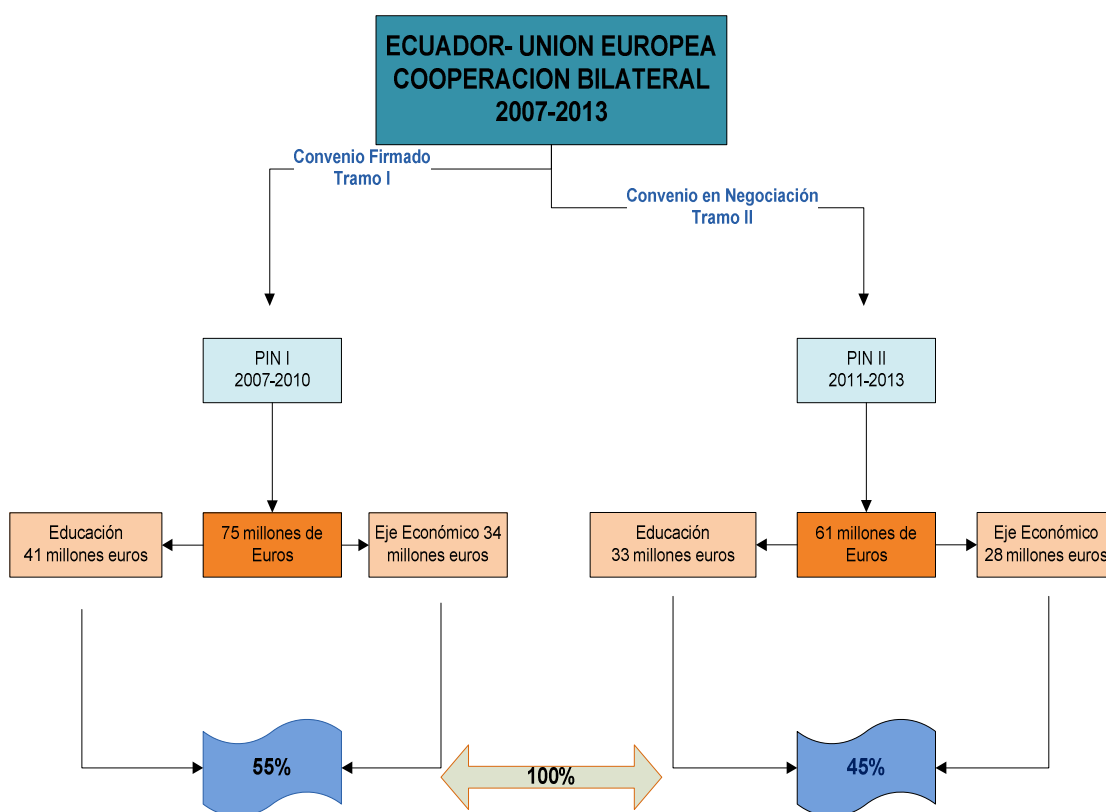 ECUADOR- UNION EUROPEA
COOPERACION BILATERAL
2007-2013
Convenio Firmado
Tramo I
Convenio en Negociación
Tramo II
PIN I
2007-2010
PIN II
2011-2013
Educación
41 millones euros
75 millones de
Euros
Eje Económico 34
millones euros
Educación
33 millones euros
61 millones de
Euros
Eje Económico
28 millones euros
55%
100%
45%